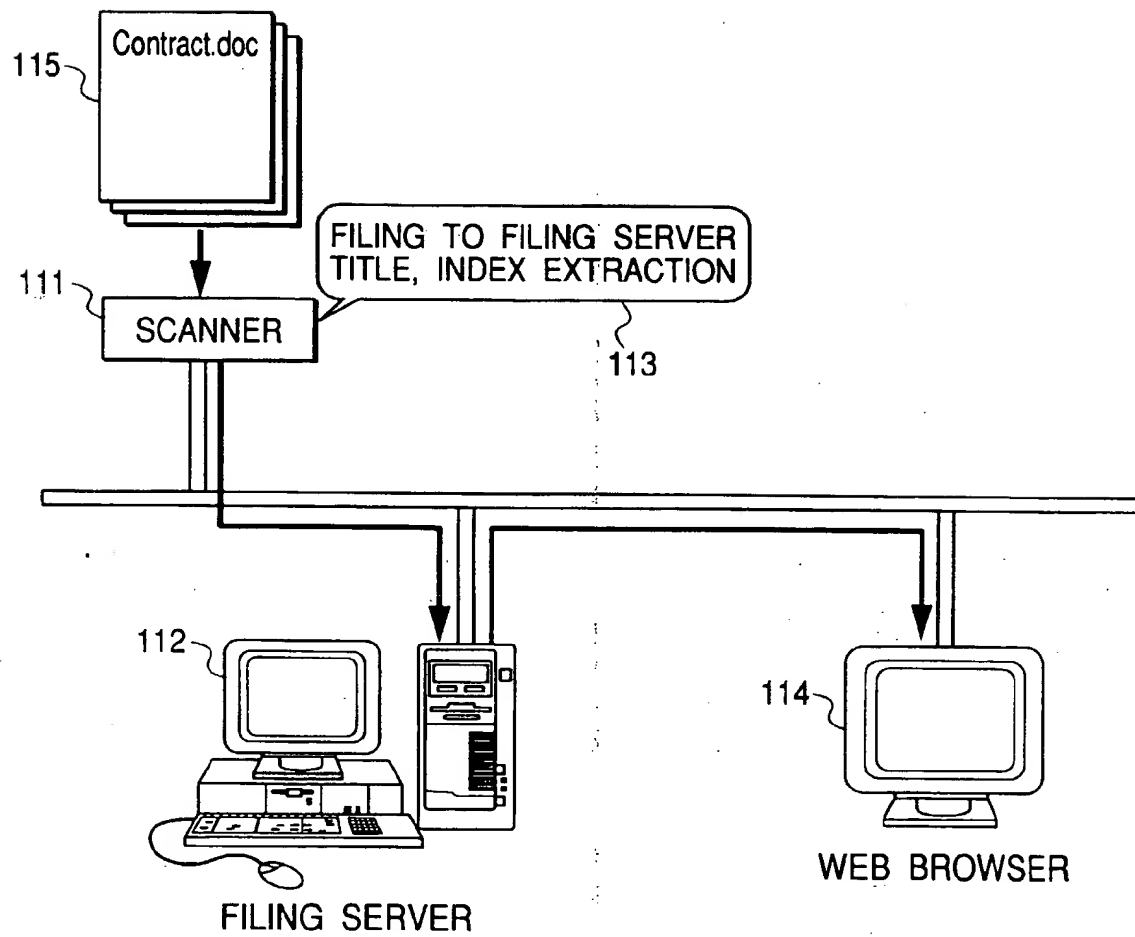 Contract.doc
115
FILING TO FILING SERVER
TITLE, INDEX EXTRACTION
111
SCANNER
113
112
114
WEB BROWSER
FILING SERVER